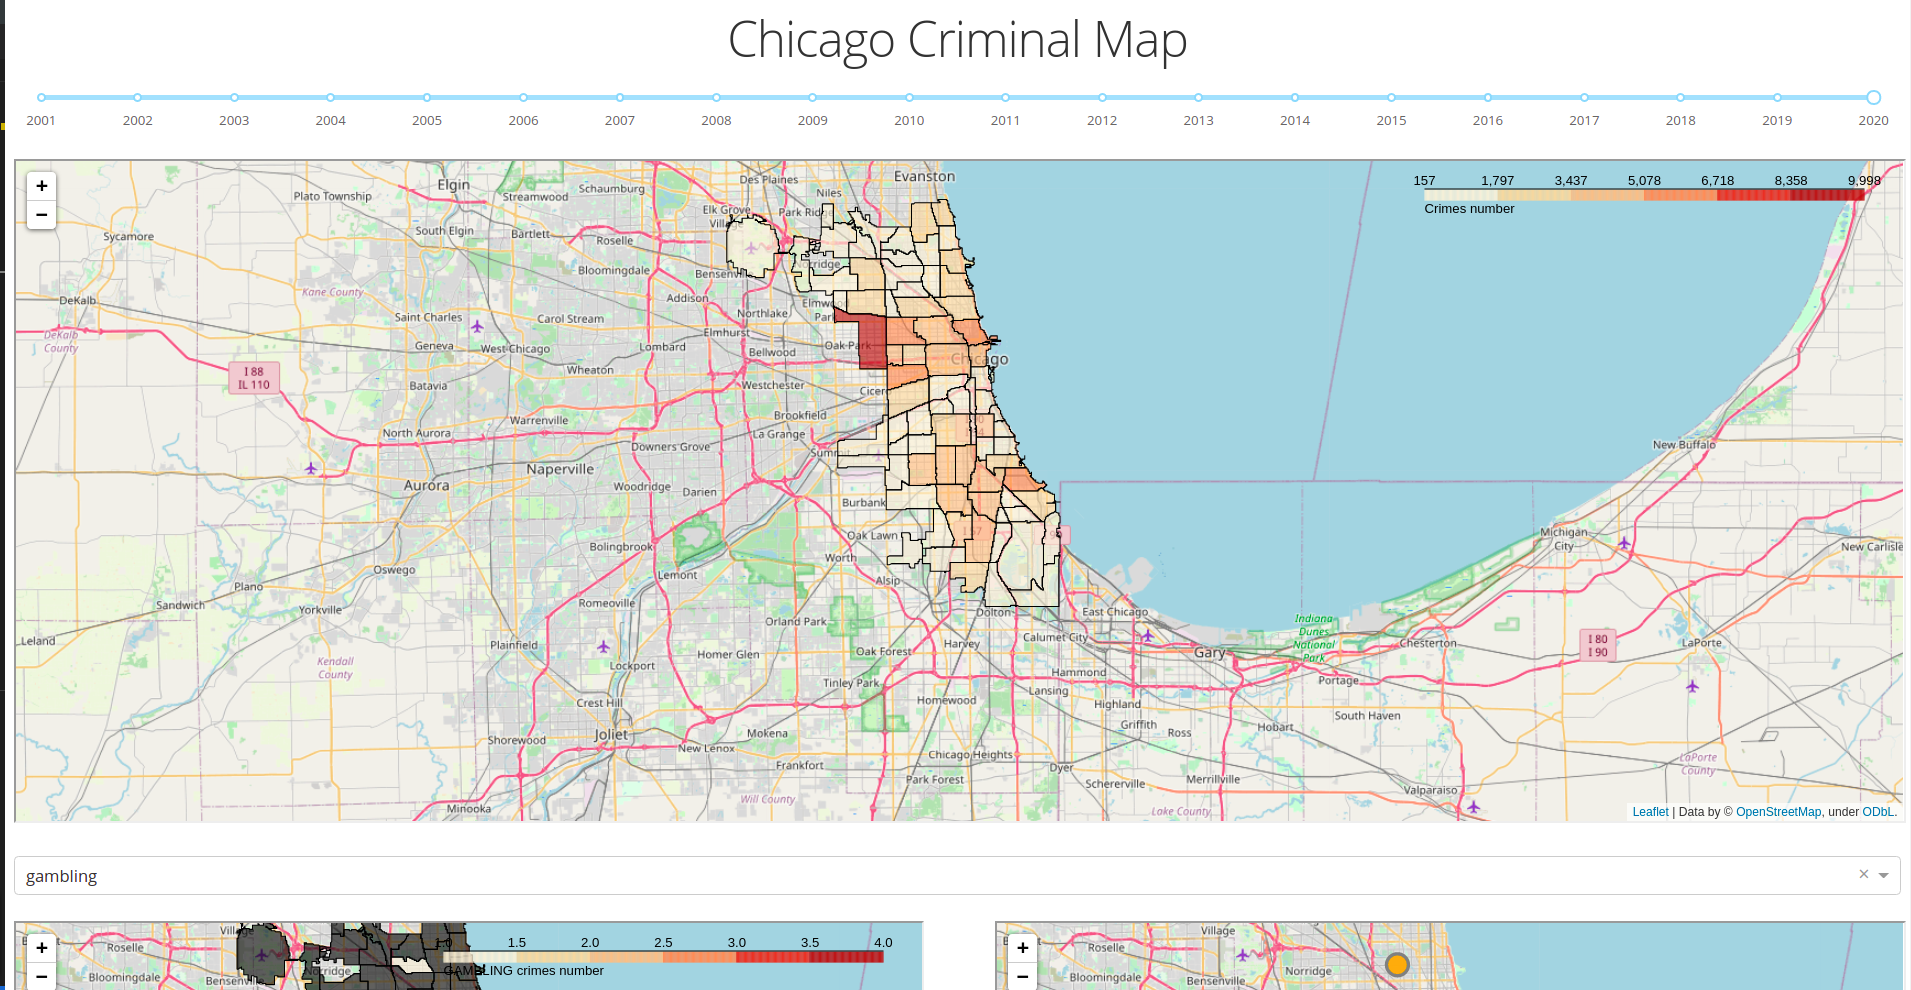 Chicago Criminal Map
2001 2002 2003 2004 2005 2006 2007 2008 2009 2010 2011 2012 2013 2014 2015 2016 2017 2018 2019 2020
+
−
157 1,797 3,437 5,078 6,718 8,358 9,998
Crimes number
Evanston
Des Plaines
Elgin
Schaumburg
Niles
Plato Township
Streamwood
Elk Grove
Village
Park Ridg
South Elgin
Bartlett
Roselle
Sycamore
Bloomingdale
Bensenv
orridge
Kane County
DeKalb
Addison
Elmwo
Park
Saint Charles
Carol Stream
Northlake
DeKalb
County
Elmhurst
Geneva
West Chicago
Lombard
Bellwood
Oak Park
Chicago
I 88
IL 110
Wheaton
Batavia
Westchester
Cicero
Brookfield
Warrenville
North Aurora
La Grange
Downers Grove
Summit
New Buffalo
Naperville
Aurora
Woodridge
Darien
Burbank
Oak Lawn
Michigan
City
New Carlisle
Bolingbrook
Worth
Oswego
Lemont
Alsip
Plano
Sandwich
Yorkville
Romeoville
Dolton
East Chicago
Orland Park
Indiana
Dunes
National
Park
Leland
Plainfield
Calumet City
Harvey
Chesterton
LaPorte
I 80
I 90
Kendall
County
Homer Glen
Oak Forest
Gary
Lockport
Hammond
Portage
Tinley Park
Lansing
Crest Hill
Homewood
Highland
South Haven
Griffith
Hobart
Joliet
Mokena
Ross
Shorewood
New Lenox
Chicago Heights
Frankfort
Dyer
LaPorte
County
Park Forest
Schererville
Merrillville
Valparaiso
Minooka
Will County
Lake County
Leaflet | Data by © OpenStreetMap, under ODbL.
gambling
×
+
−
Village
Roselle
Bloomingdale
Norridge
Bensenville
1.0 1.5 2.0 2.5 3.0 3.5 4.0
GAMBLING crimes number
+
−
Village
Roselle
Bloomingdale
Norridge
Bensenville